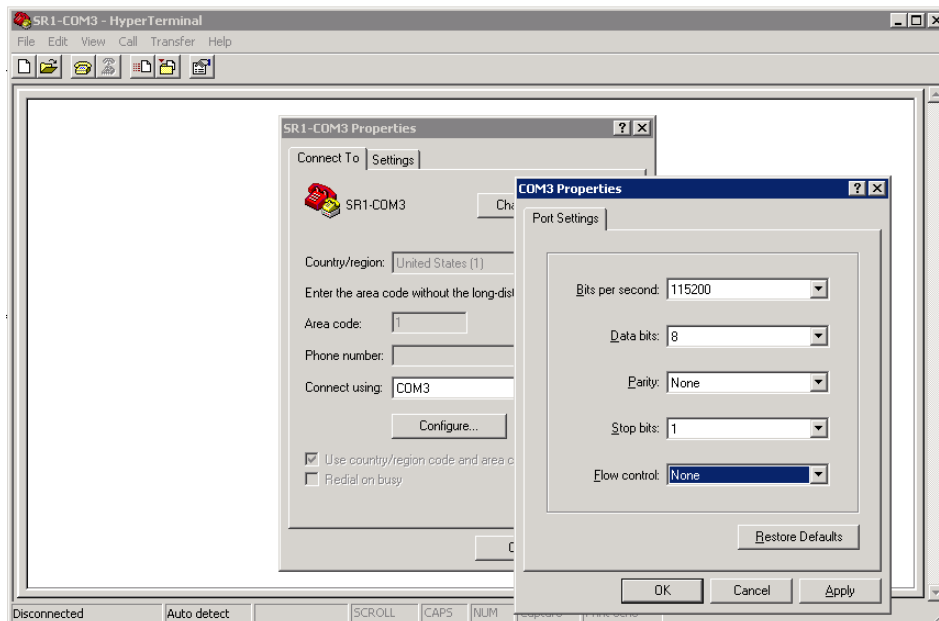 SR1-COM3 - HyperTerminal
File Edit View Call Transfer Help
SR1-COM3 Properties
Connect To Settings
SR1-COM3
Country/region: United States (1)
Enter the area code without the
Area code: 1
Phone number:
Connect using: COM3
Configure...
Use country/region code and area
Redial on busy
COM3 Properties
Port Settings
Bits per second: 115200
Data bits: 8
Parity: None
Stop bits: 1
Flow control: None
Restore Defaults
OK Cancel Apply
Disconnected Auto detect SCROLL CAPS NUM